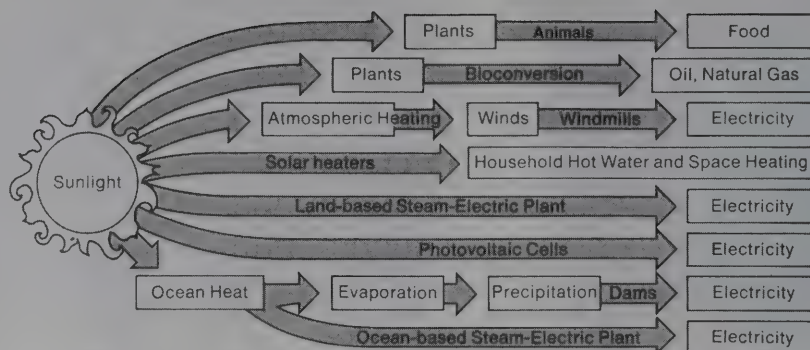 Plants Animals Food
Plants Bioconversion Oil, Natural Gas
Atmospheric Heating Winds Windmills Electricity
Sunlight
Solar heaters Household Hot Water and Space Heating
Land-based Steam-Electric Plant Electricity
Photovoltaic Cells Electricity
Ocean Heat Evaporation Precipitation Dams Electricity
Ocean-based Steam-Electric Plant Electricity